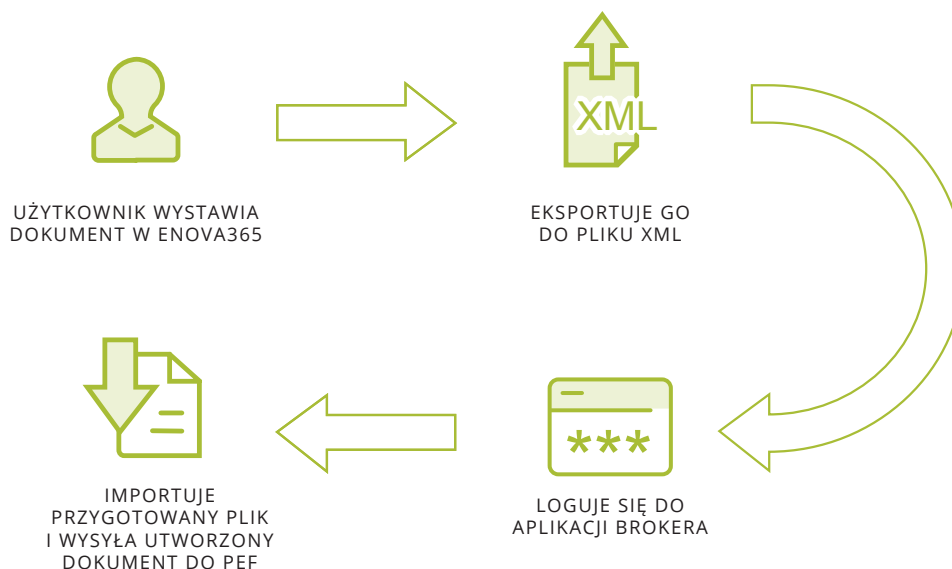 XML
UŻYTKOWNIK WYSTAWIA
DOKUMENT W ENOVA365
EKSPORTUJE GO
DO PLIKU XML
***
LOGUJE SIĘ DO
APLIKACJI BROKERA
IMPORTUJE
PRZYGOTOWANY PLIK
I WYSYŁA UTWORZONY
DOKUMENT DO PEF